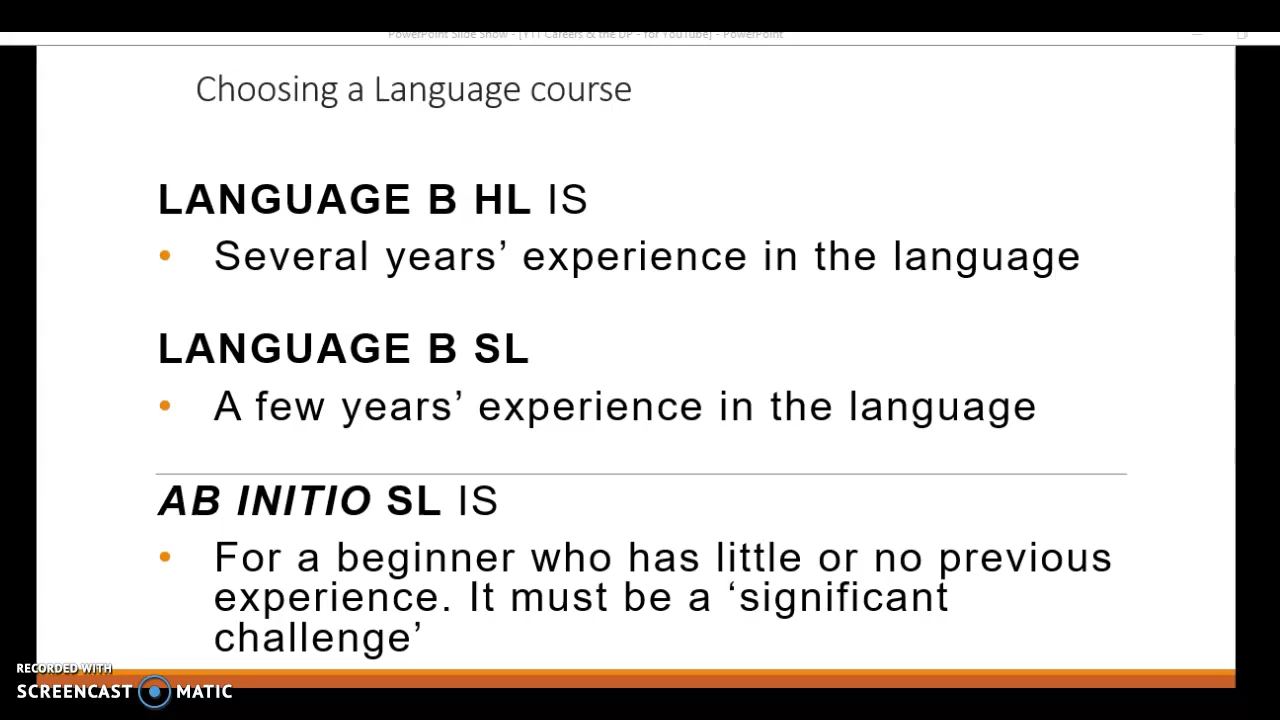 PowerPoint Slide Show - [Y11 Careers & the DP - for YouTube] - PowerPoint
Choosing a Language course
LANGUAGE B HL IS
• Several years’ experience in the language
LANGUAGE B SL
• A few years’ experience in the language
AB INITIO SL IS
• For a beginner who has little or no previous
experience. It must be a ‘significant
challenge’
RECORDED WITH
SCREENCAST MATIC